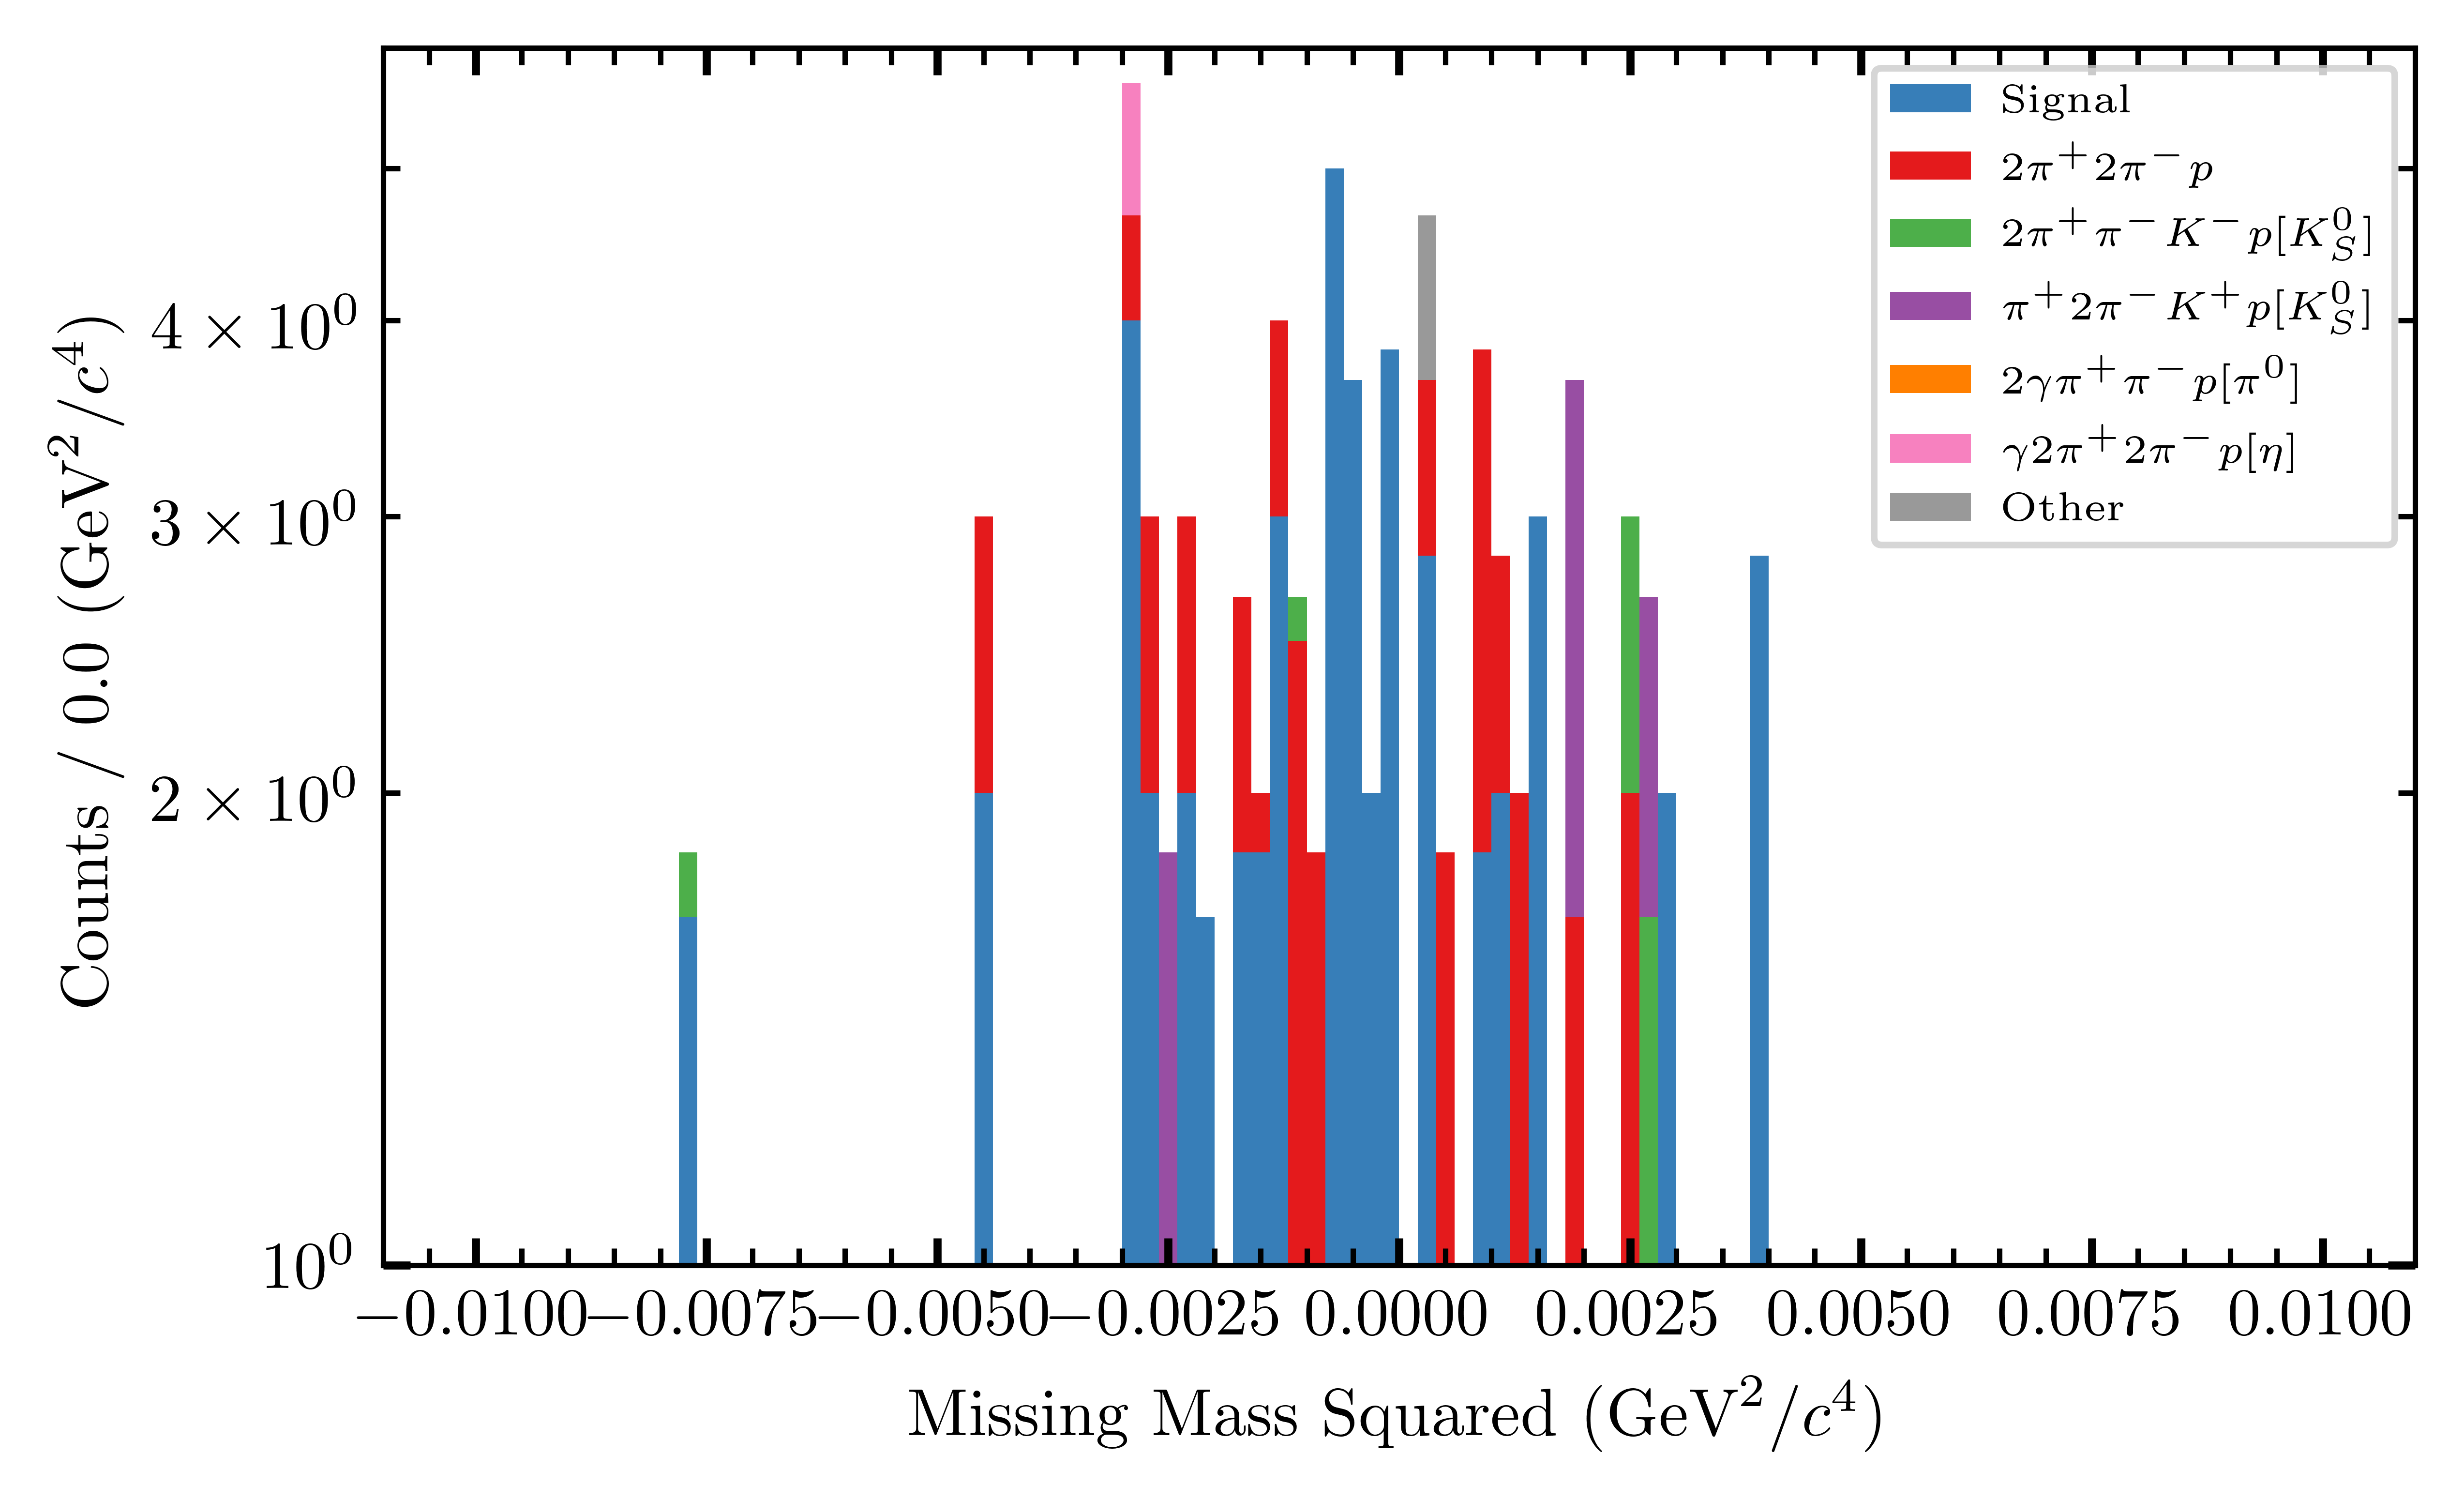 Counts / 0.0 (GeV²/c⁴)
4 × 10⁰
3 × 10⁰
2 × 10⁰
10⁰
Signal
2π⁺2π⁻p
2π⁺π⁻K⁻p[K⁰_S]
π⁺2π⁻K⁺p[K⁰_S]
2γπ⁺π⁻p[π⁰]
γ2π⁺2π⁻p[η]
Other
−0.0100 −0.0075 −0.0050 −0.0025 0.0000 0.0025 0.0050 0.0075 0.0100
Missing Mass Squared (GeV²/c⁴)